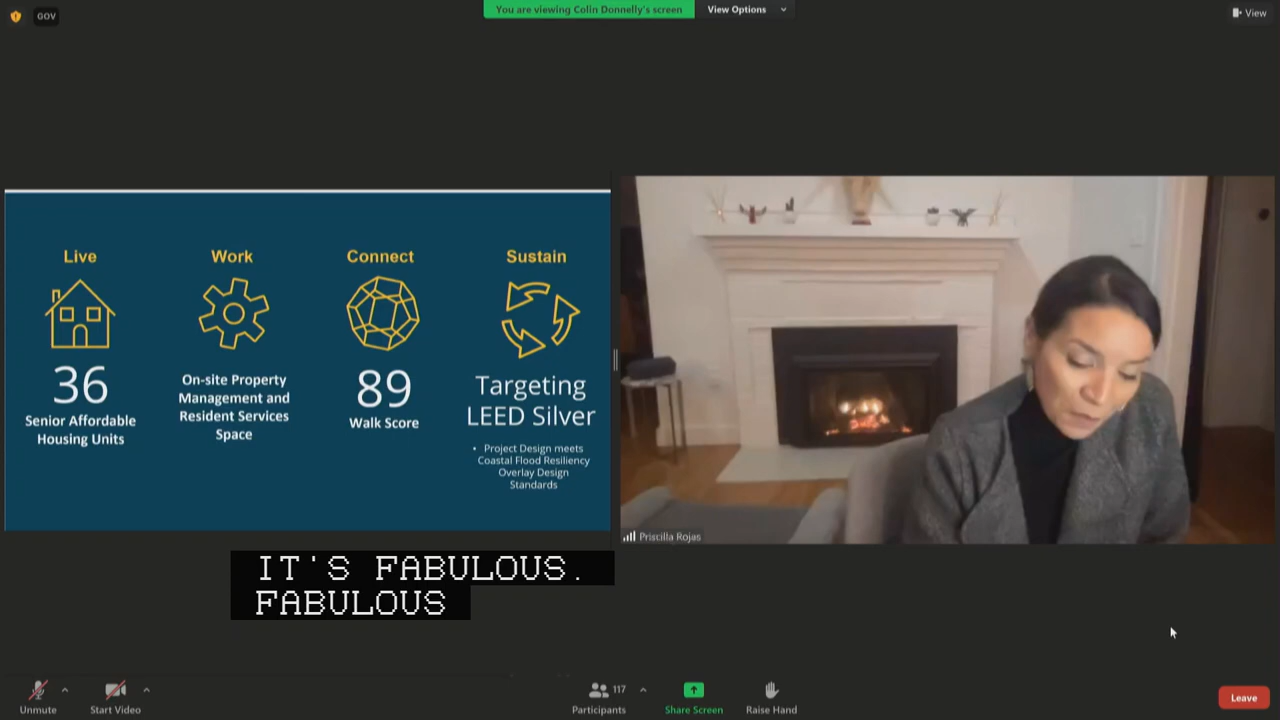 GOV
You are viewing Colin Donnelly's screen
View Options
View
Live
Work
Connect
Sustain
36
Senior Affordable
Housing Units
On-site Property
Management and
Resident Services
Space
89
Walk Score
Targeting
LEED Silver
• Project Design meets
Coastal Flood Resiliency
Overlay Design
Standards
Priscilla Rojas
IT'S FABULOUS.
FABULOUS
Unmute
Start Video
117
Participants
Share Screen
Raise Hand
Leave